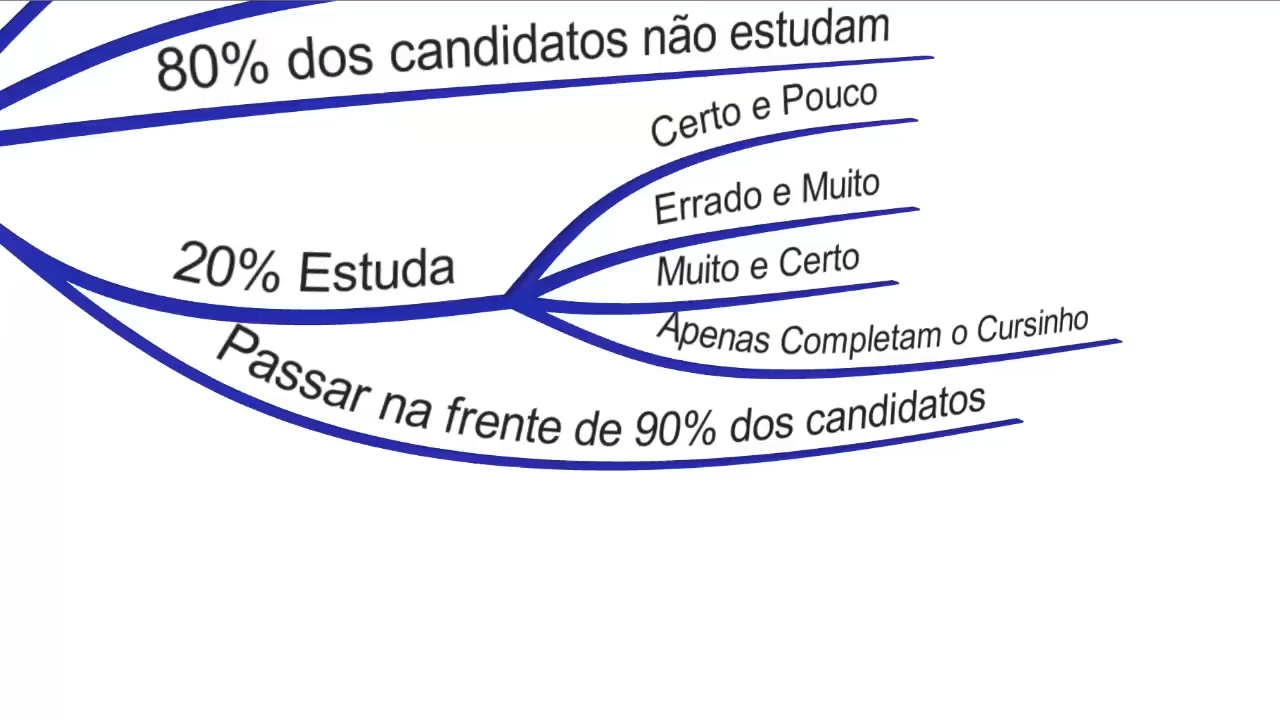 80% dos candidatos não estudam
Certo e Pouco
Errado e Muito
20% Estuda
Muito e Certo
Apenas Completam o Cursinho
Passar na frente de 90% dos candidatos